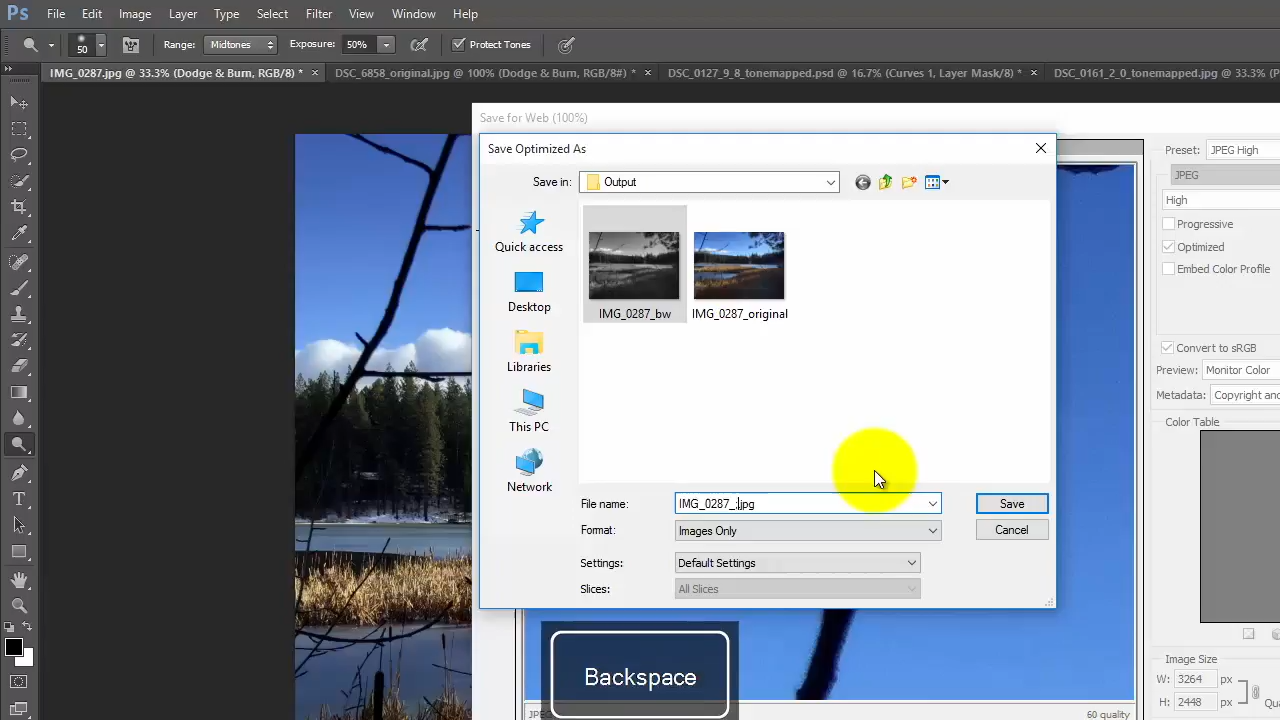 Ps File Edit Image Layer Type Select Filter View Window Help
50 Range: Midtones Exposure: 50% Protect Tones
IMG_0287.jpg @ 33.3% (Dodge & Burn, RGB/8) * × DSC_6858_original.jpg @ 100% (Dodge & Burn, RGB/8#) * × DSC_0127_9_8_tonemapped.psd @ 16.7% (Curves 1, Layer Mask/8) * × DSC_0161_2_0_tonemapped.jpg @ 33.3% (P
Save for Web (100%)
Save Optimized As
Preset: JPEG High
Save in: Output
JPEG
High
Progressive
Quick access
Optimized
Embed Color Profile
Desktop
IMG_0287_bw IMG_0287_original
Convert to sRGB
Libraries
Preview: Monitor Color
Metadata: Copyright and
This PC
Color Table
Network
File name: IMG_0287_.jpg Save
Format: Images Only Cancel
Settings: Default Settings
Slices: All Slices
Image Size
Backspace
W: 3264 px
H: 2448 px
60 quality